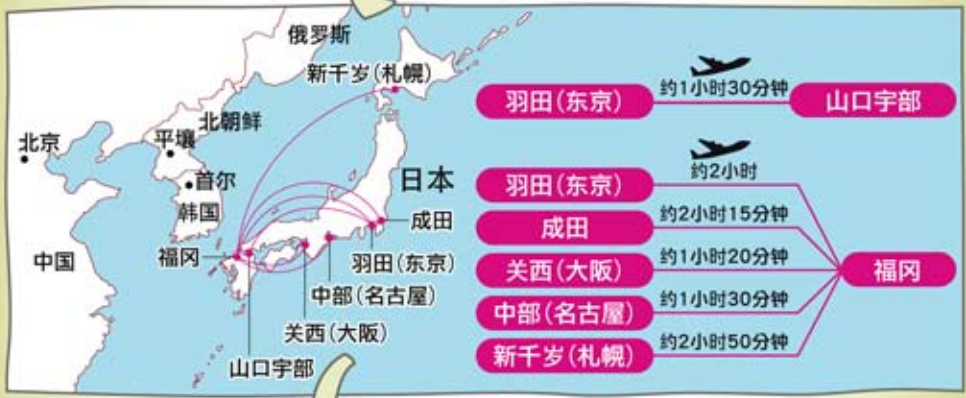 俄罗斯
新千岁(札幌)
北朝鲜
北京
平壤
首尔
韩国
日本
成田
中国
福冈
羽田(东京)
中部(名古屋)
关西(大阪)
山口宇部
羽田(东京)
约1小时30分钟
山口宇部
羽田(东京)
约2小时
成田
约2小时15分钟
关西(大阪)
约1小时20分钟
福冈
中部(名古屋)
约1小时30分钟
新千岁(札幌)
约2小时50分钟